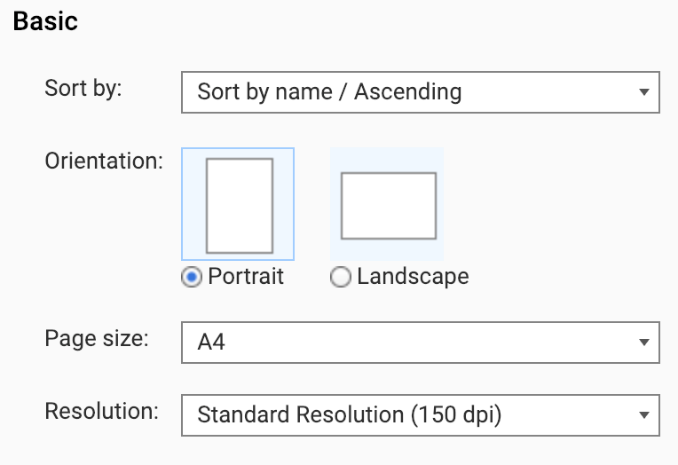 Basic
Sort by:
Sort by name / Ascending
Orientation:
Portrait
Landscape
Page size:
A4
Resolution:
Standard Resolution (150 dpi)